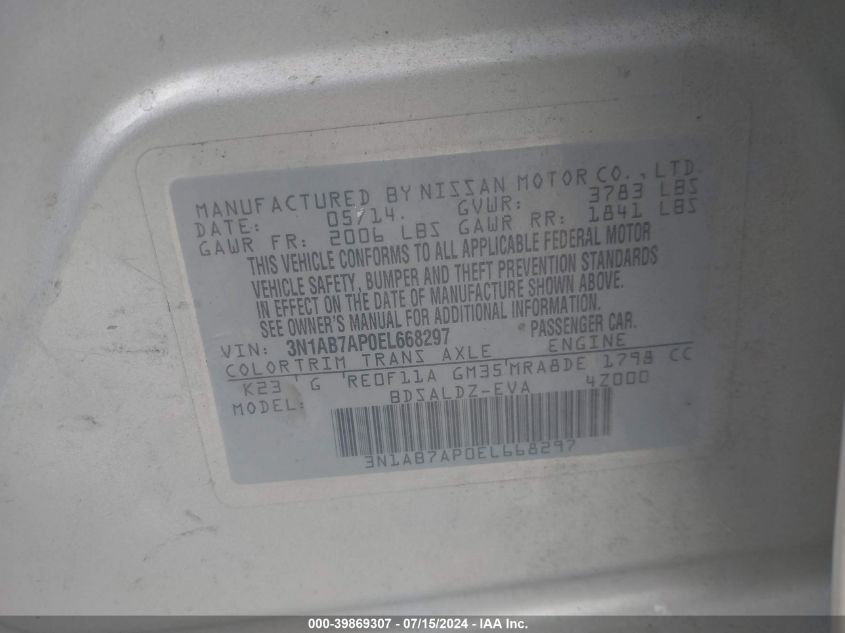 MANUFACTURED BY NISSAN MOTOR CO., LTD.
DATE: 05/14. GVWR: 3783 LBS
GAWR FR: 2006 LBS GAWR RR: 1841 LBS
THIS VEHICLE CONFORMS TO ALL APPLICABLE FEDERAL MOTOR
VEHICLE SAFETY, BUMPER AND THEFT PREVENTION STANDARDS
IN EFFECT ON THE DATE OF MANUFACTURE SHOWN ABOVE.
SEE OWNER'S MANUAL FOR ADDITIONAL INFORMATION.
VIN: 3N1AB7AP0EL668297 PASSENGER CAR.
COLOR TRIM TRANS AXLE ENGINE
K23 G RE0F11A GM35 MRA8DE 1798 CC
MODEL: BDSALDZ-EVA 4Z000
3N1AB7AP0EL668297
000-39869307 - 07/15/2024 - IAA Inc.